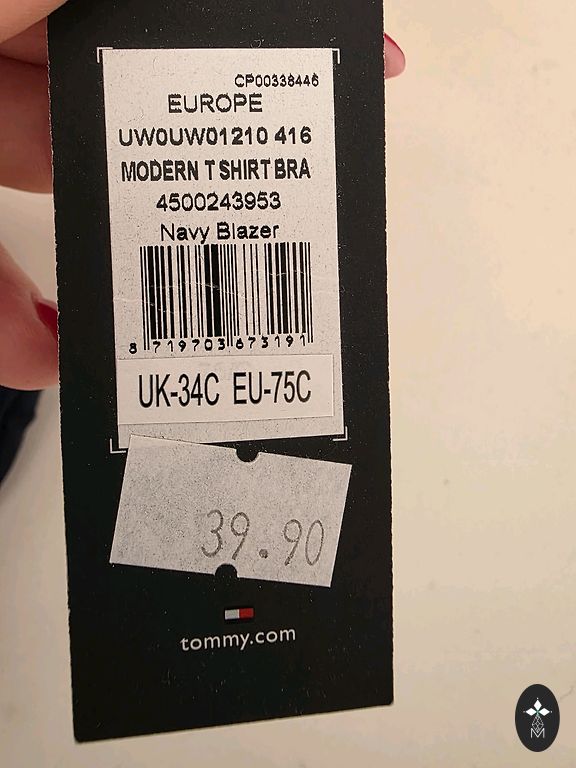 CP00338446
EUROPE
UW0UW01210 416
MODERN T SHIRT BRA
4500243953
Navy Blazer
8 719703 673191
UK-34C EU-75C
39.90
tommy.com
M